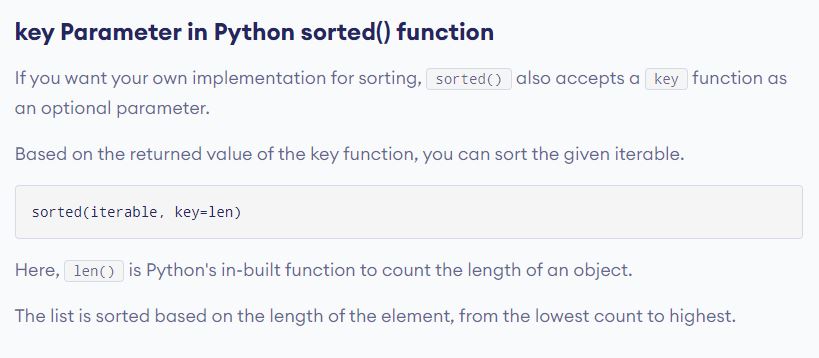 key Parameter in Python sorted() function
If you want your own implementation for sorting, sorted() also accepts a key function as
an optional parameter.
Based on the returned value of the key function, you can sort the given iterable.
sorted(iterable, key=len)
Here, len() is Python's in-built function to count the length of an object.
The list is sorted based on the length of the element, from the lowest count to highest.